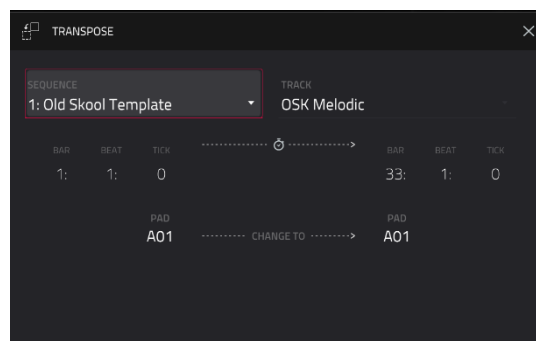 TRANSPOSE
SEQUENCE TRACK
1: Old Skool Template OSK Melodic
BAR BEAT TICK BAR BEAT TICK
1: 1: 0 33: 1: 0
PAD PAD
A01 CHANGE TO A01